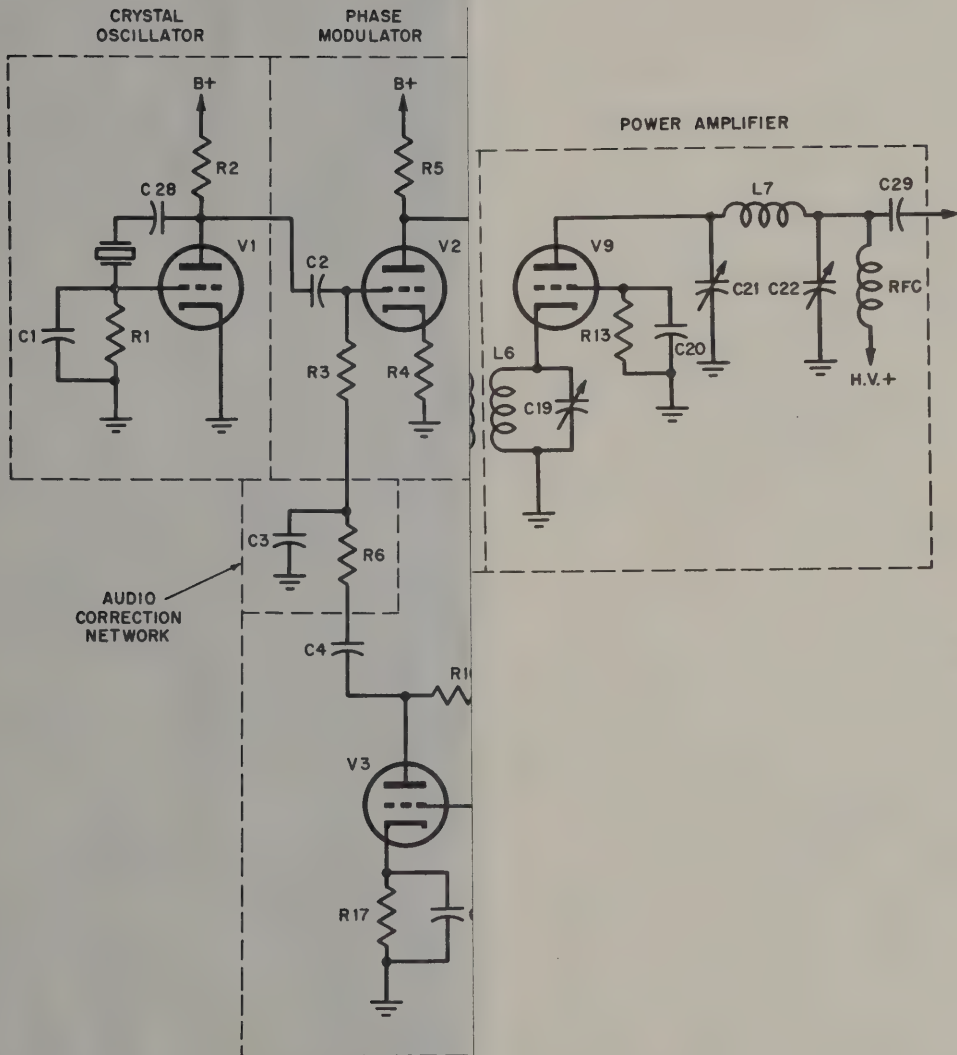 CRYSTAL
OSCILLATOR
PHASE
MODULATOR
B+
B+
R2
R5
C28
V1
V2
C2
C1
R1
R3
R4
C3
R6
AUDIO
CORRECTION
NETWORK
C4
V3
R17
POWER AMPLIFIER
L7
C29
V9
C21
C22
RFC
R13
C20
L6
C19
H.V.+